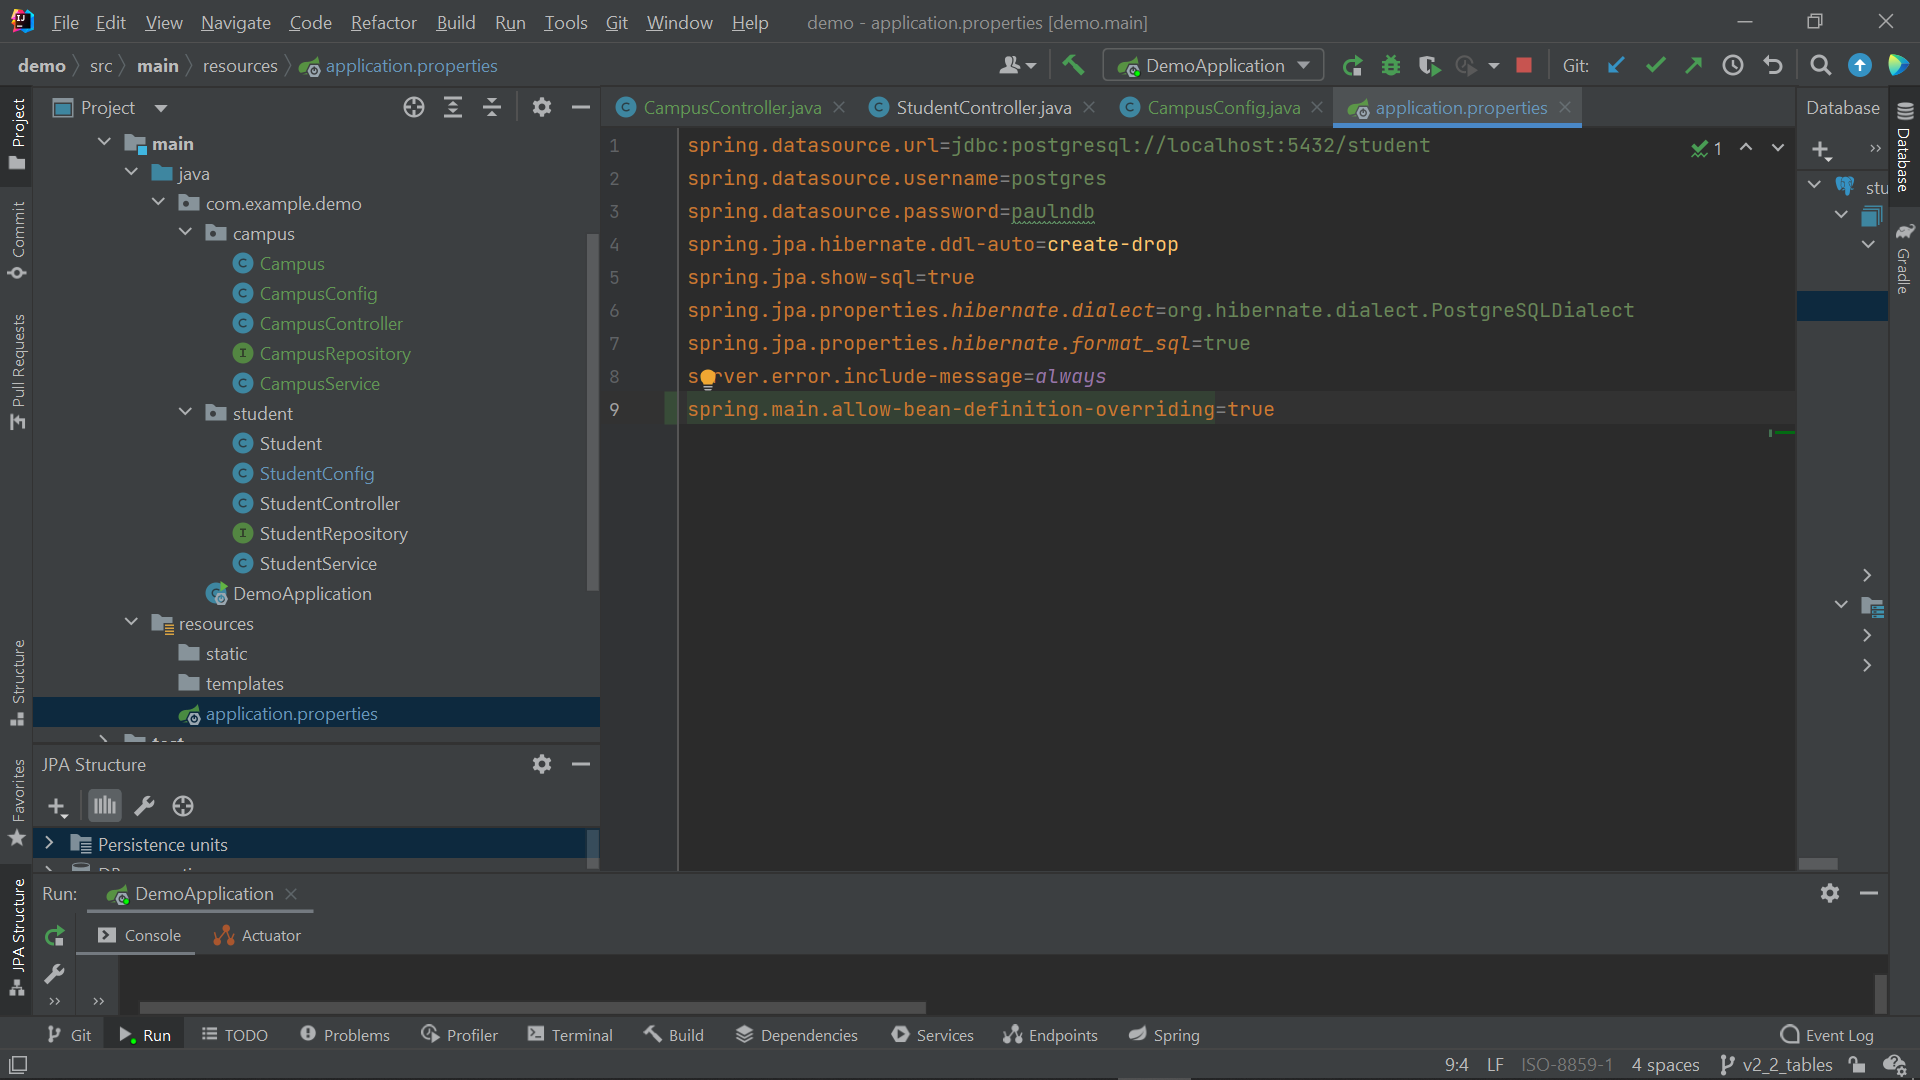 File Edit View Navigate Code Refactor Build Run Tools Git Window Help demo - application.properties [demo.main]
demo src main resources application.properties DemoApplication Git:
Project
CampusController.java StudentController.java CampusConfig.java application.properties
Database
main
java
com.example.demo
campus
Campus
CampusConfig
CampusController
CampusRepository
CampusService
student
Student
StudentConfig
StudentController
StudentRepository
StudentService
DemoApplication
resources
static
templates
application.properties
test
1 spring.datasource.url=jdbc:postgresql://localhost:5432/student
2 spring.datasource.username=postgres
3 spring.datasource.password=paulndb
4 spring.jpa.hibernate.ddl-auto=create-drop
5 spring.jpa.show-sql=true
6 spring.jpa.properties.hibernate.dialect=org.hibernate.dialect.PostgreSQLDialect
7 spring.jpa.properties.hibernate.format_sql=true
8 server.error.include-message=always
9 spring.main.allow-bean-definition-overriding=true
1
stu
Project
Commit
Pull Requests
Structure
Favorites
JPA Structure
Database
Gradle
JPA Structure
Persistence units
Run: DemoApplication
Console Actuator
Git Run TODO Problems Profiler Terminal Build Dependencies Services Endpoints Spring Event Log
9:4 LF ISO-8859-1 4 spaces v2_2_tables